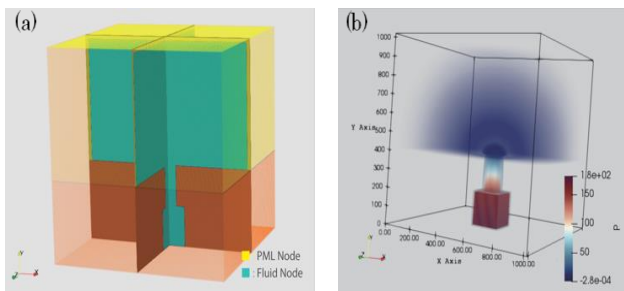 (a)
: PML Node
: Fluid Node
y
z
x
(b)
1000
900
800
700
600
Y Axis
500
400
300
200
100
0
0.00
200.00
400.00
600.00
X Axis
800.00
1000.00
1.8e+02
150
100
50
-2.8e-04
P
y
z
x